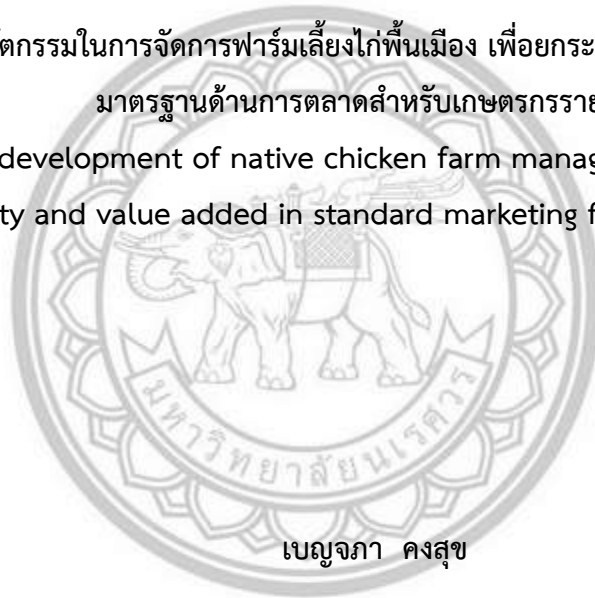 ัตกรรมในการจัดการฟาร์มเลี้ยงไก่พื้นเมือง เพื่อยกระ
มาตรฐานด้านการตลาดสำหรับเกษตรกรราย
development of native chicken farm manag
ty and value added in standard marketing f
มหาวิทยาลัยนเรศวร
เบญจภา คงสุข